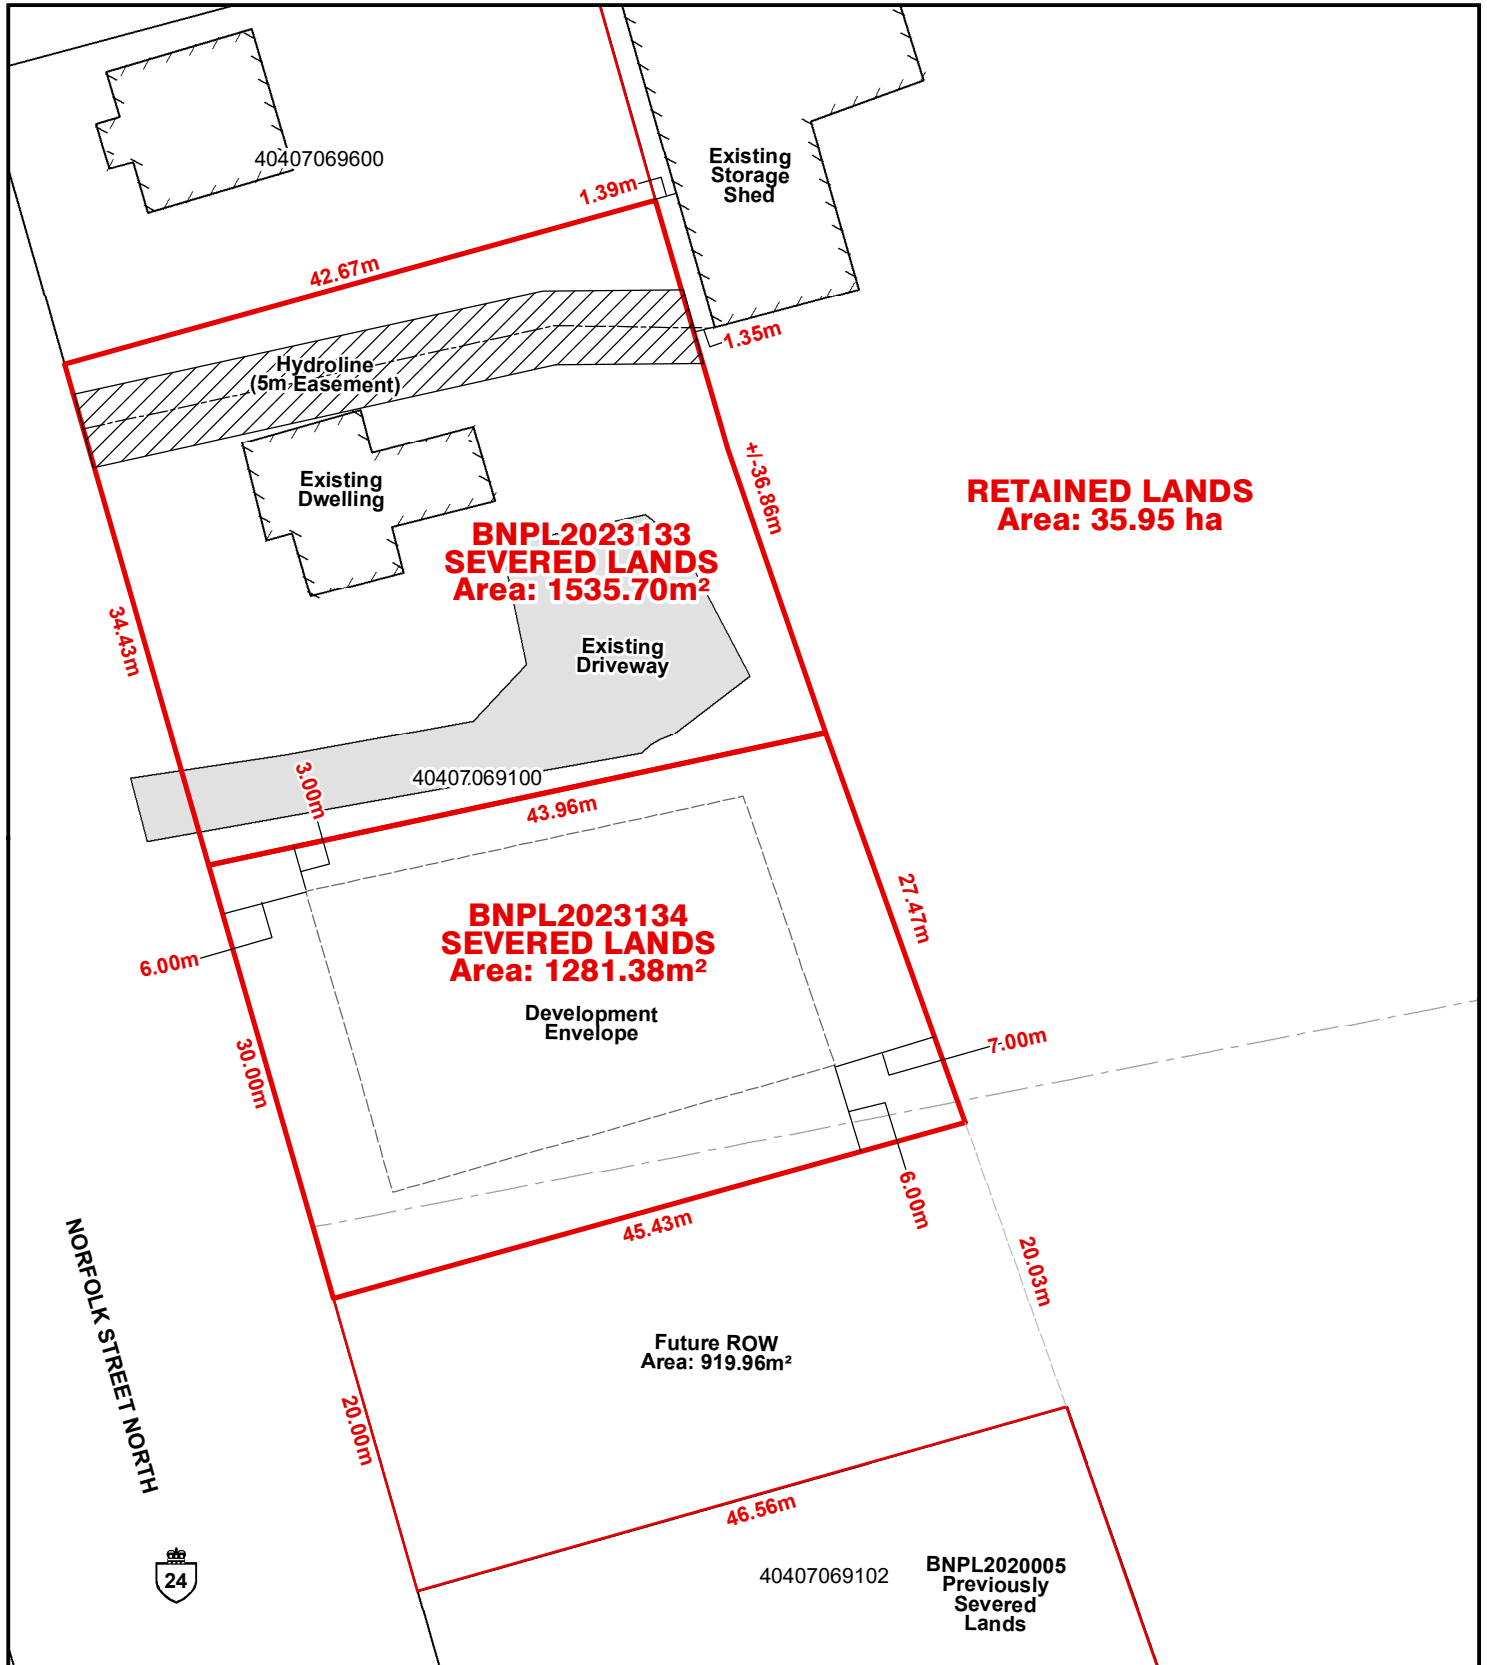 40407069600
Existing
Storage
Shed
1.39m
42.67m
1.35m
Hydroline
(5m Easement)
+/-36.86m
Existing
Dwelling
RETAINED LANDS
Area: 35.95 ha
BNPL2023133
SEVERED LANDS
Area: 1535.70m²
34.43m
Existing
Driveway
3.00m
40407069100
43.96m
27.47m
BNPL2023134
SEVERED LANDS
Area: 1281.38m²
6.00m
Development
Envelope
30.00m
7.00m
6.00m
45.43m
20.03m
NORFOLK STREET NORTH
Future ROW
Area: 919.96m²
20.00m
46.56m
24
40407069102
BNPL2020005
Previously
Severed
Lands